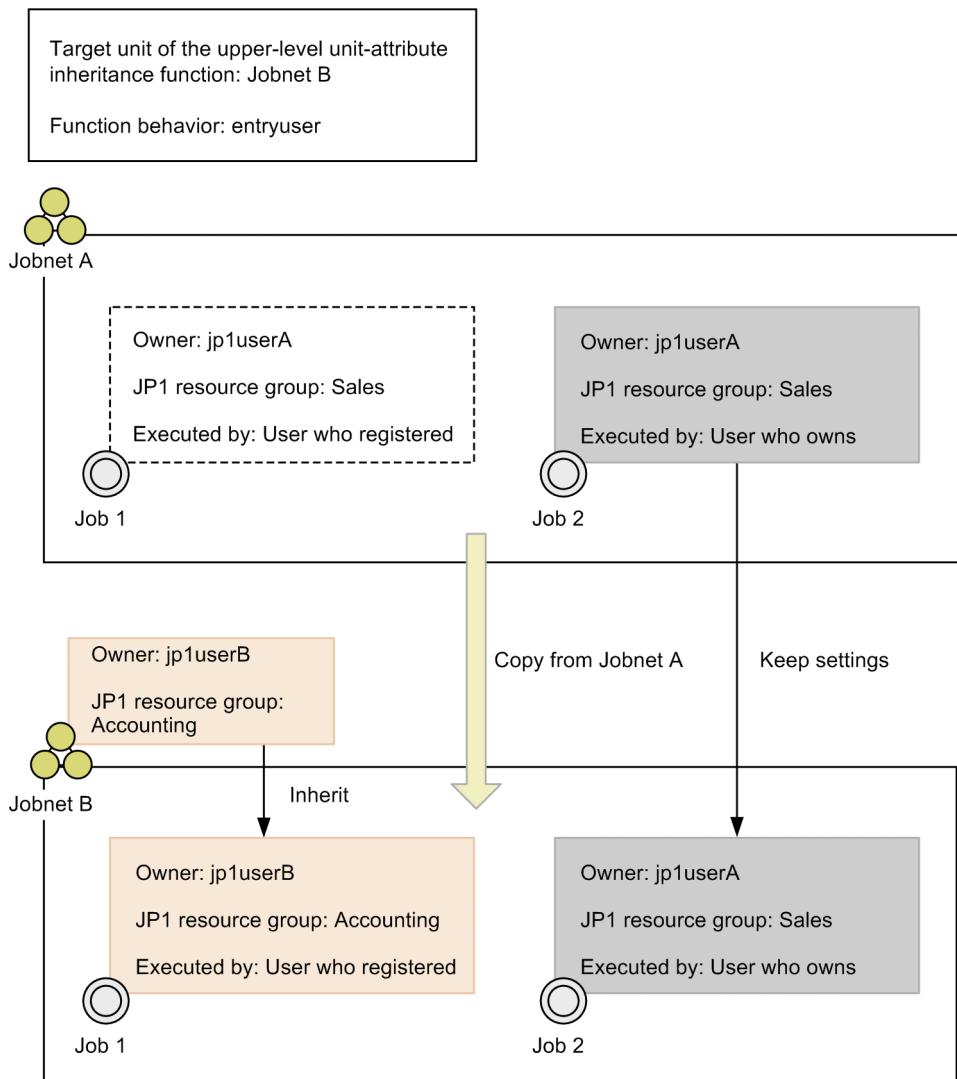 Target unit of the upper-level unit-attribute
inheritance function: Jobnet B
Function behavior: entryuser
Jobnet A
Owner: jp1userA
JP1 resource group: Sales
Executed by: User who registered
Job 1
Owner: jp1userA
JP1 resource group: Sales
Executed by: User who owns
Job 2
Copy from Jobnet A
Keep settings
Owner: jp1userB
JP1 resource group:
Accounting
Jobnet B
Inherit
Owner: jp1userB
JP1 resource group: Accounting
Executed by: User who registered
Job 1
Owner: jp1userA
JP1 resource group: Sales
Executed by: User who owns
Job 2